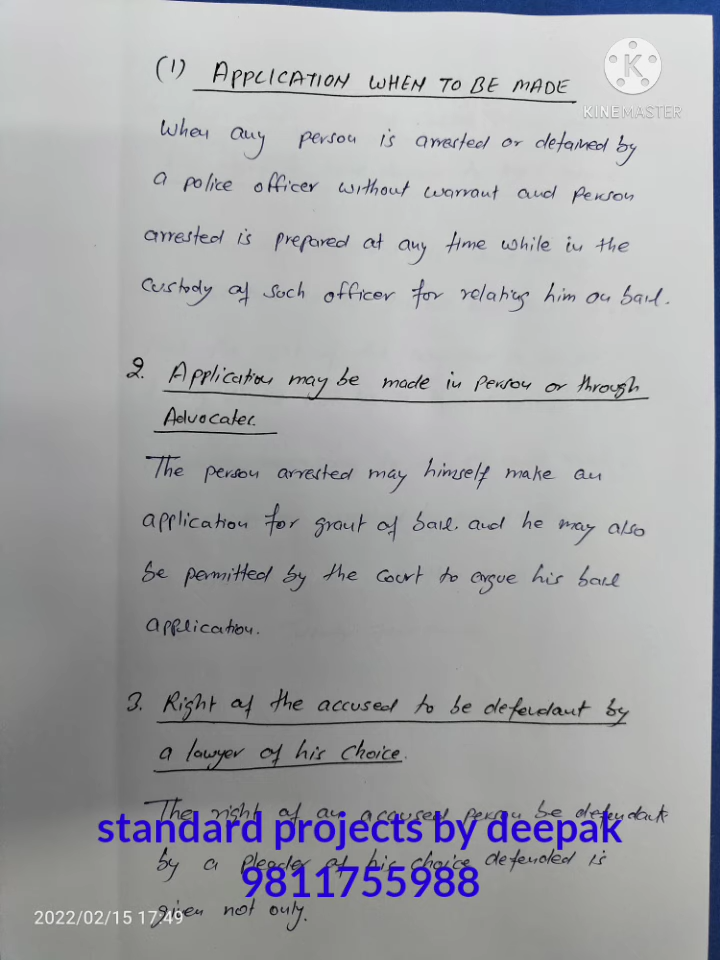 (1) APPLICATION WHEN TO BE MADE
KINEMASTER
When any person is arrested or detained by
a police officer without warrant and person
arrested is prepared at any time while in the
custody of such officer for relating him on bail.
2. Application may be made in person or through
Advocates.
The person arrested may himself make an
application for grant of bail. and he may also
be permitted by the court to argue his bail
application.
3. Right of the accused to be defendant by
a lawyer of his choice.
The right of an accused person be defendant
standard projects by deepak
by a pleader of his choice defended is
9811755988
given not only.
2022/02/15 17:49